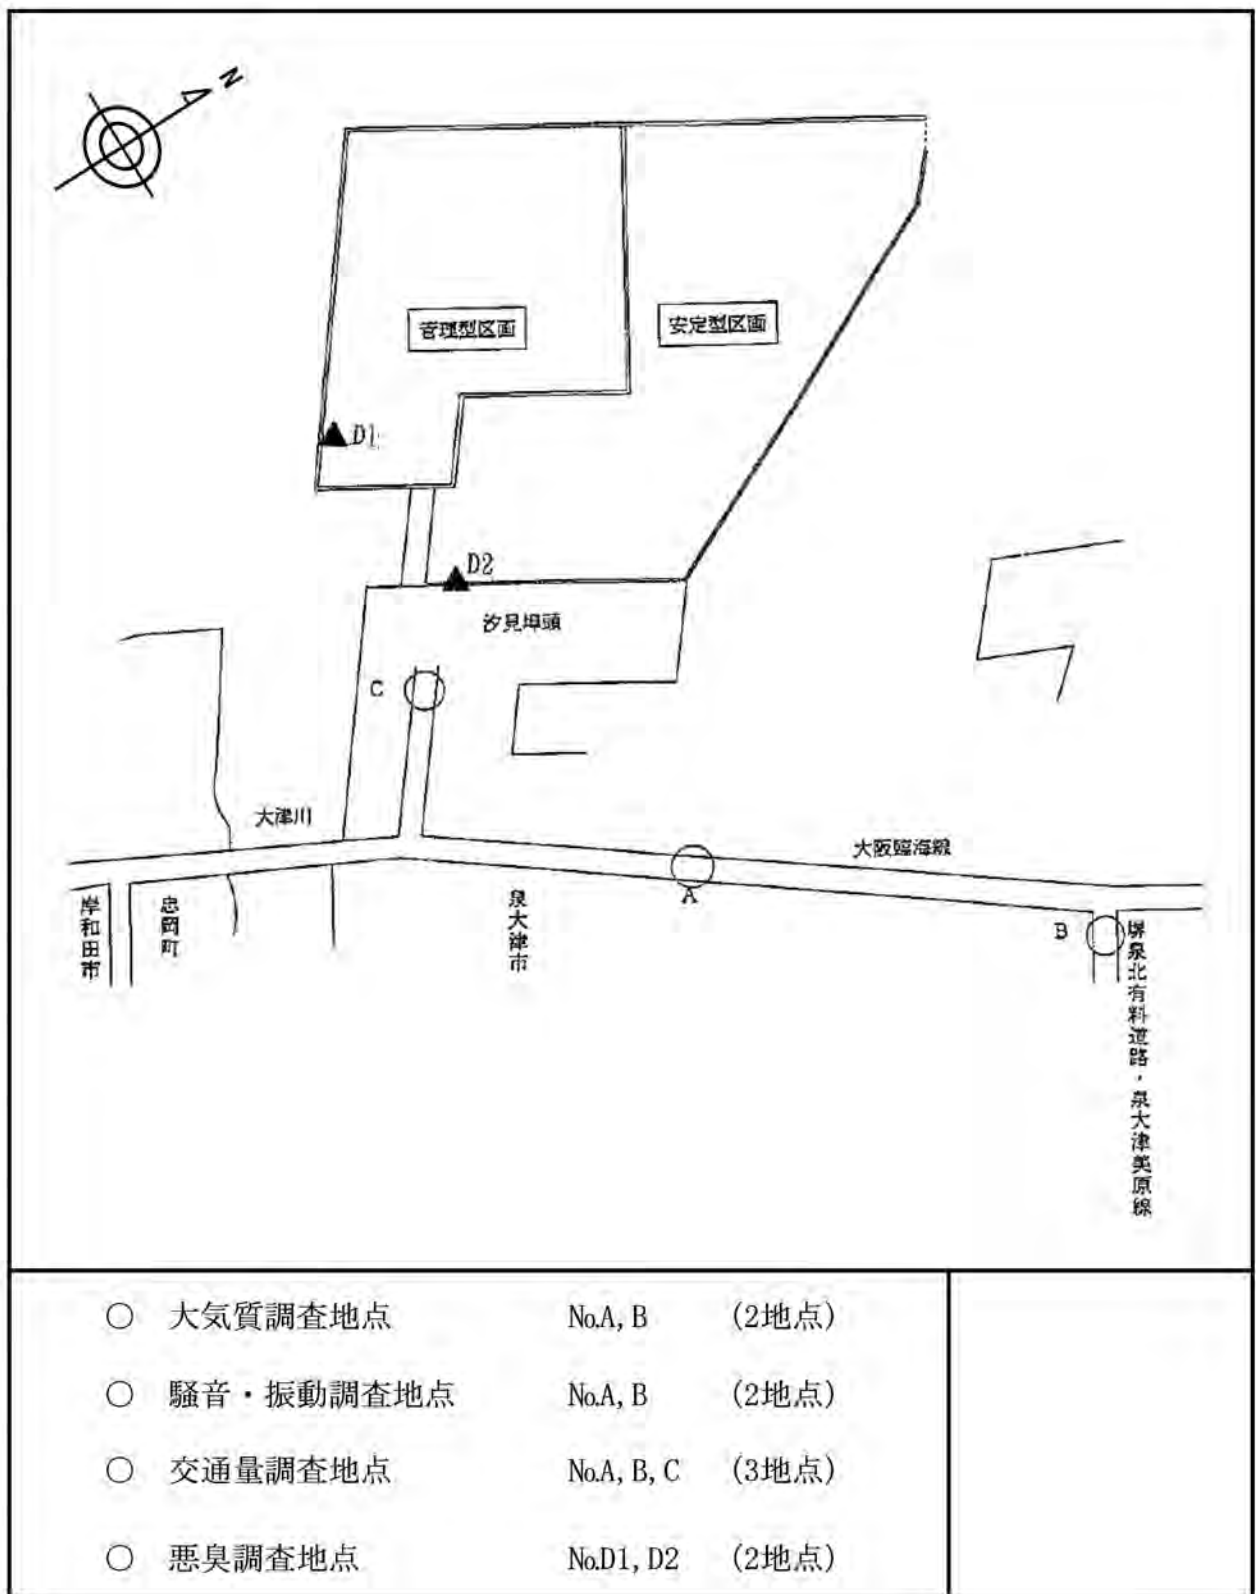 N
管理型区画
安定型区画
D1
D2
汐見埠頭
C
大津川
大阪臨海線
A
B
岸和田市
忠岡町
泉大津市
堺泉北有料道路・泉大津美原線
○ 大気質調査地点 No.A, B (2地点)
○ 騒音・振動調査地点 No.A, B (2地点)
○ 交通量調査地点 No.A, B, C (3地点)
○ 悪臭調査地点 No.D1, D2 (2地点)